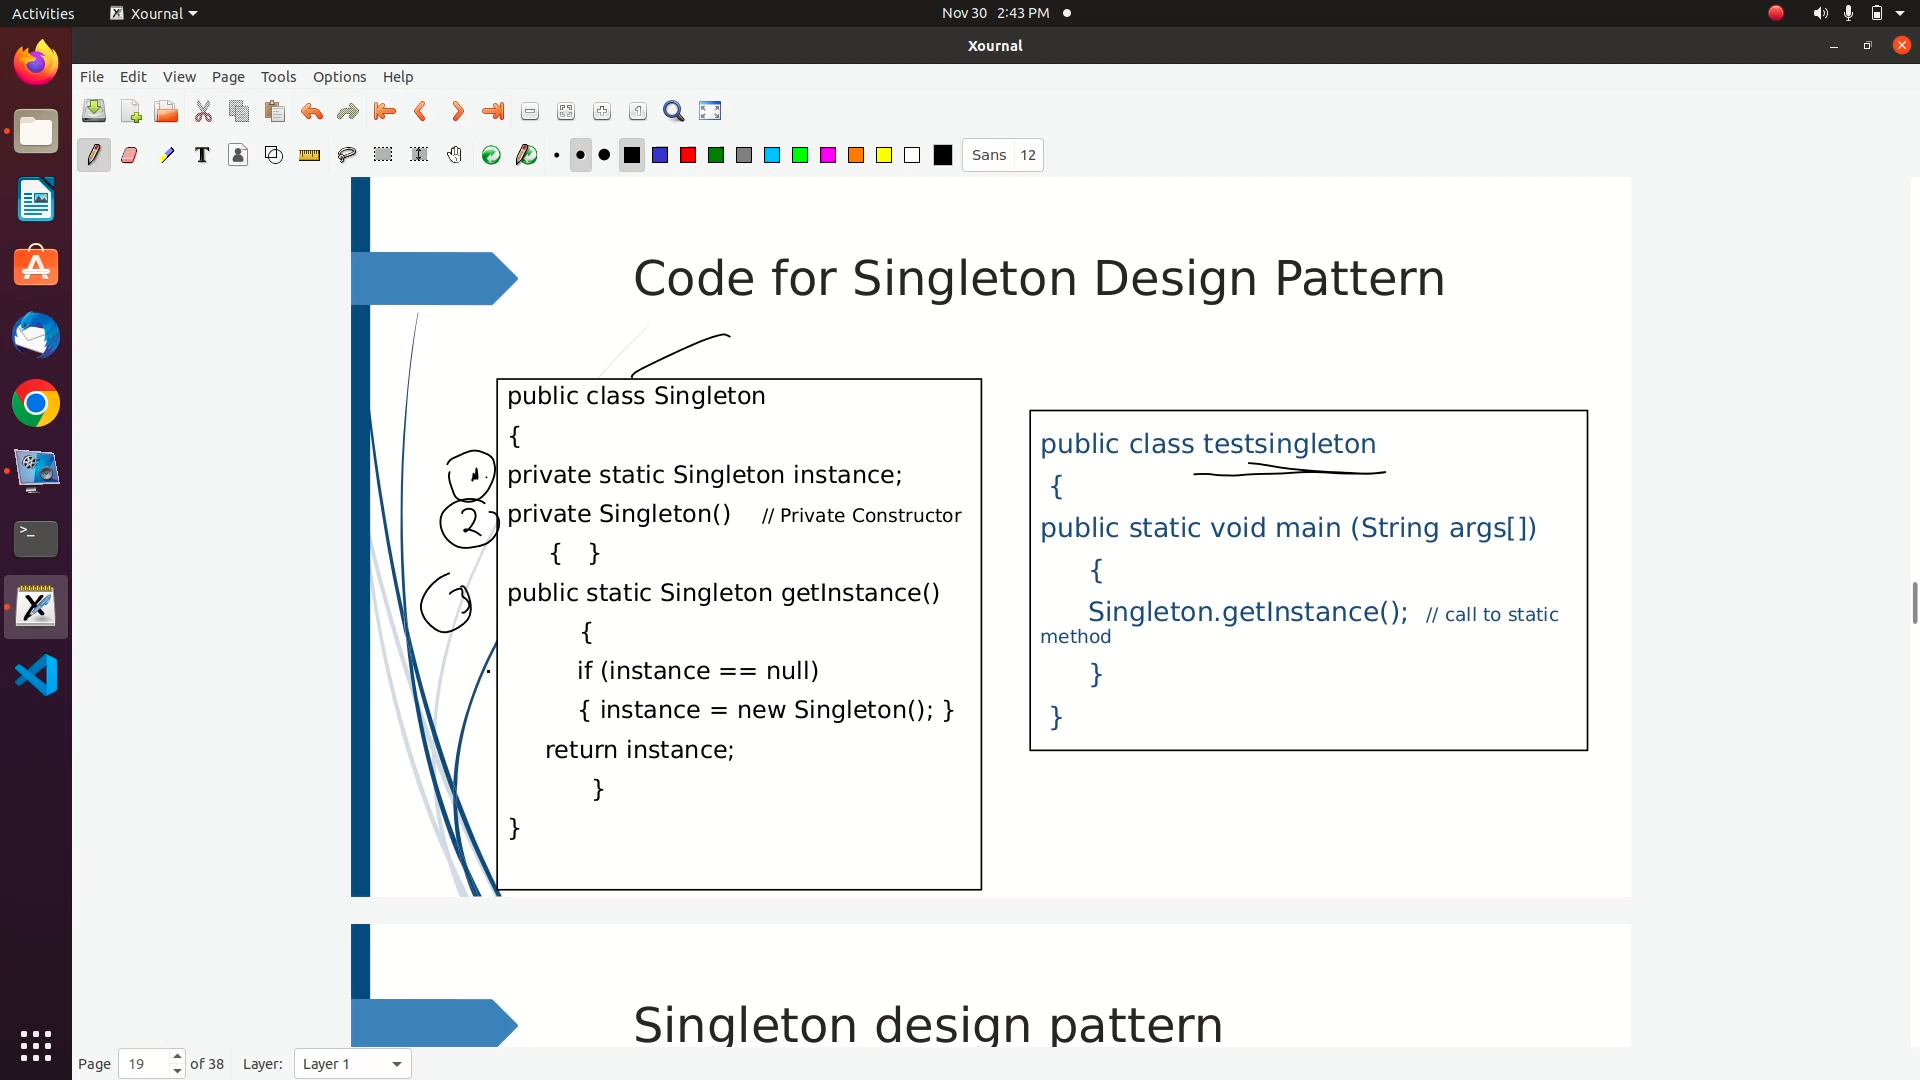 Activities
Xournal
Nov 30 2:43 PM
Xournal
File Edit View Page Tools Options Help
T
Sans 12
Code for Singleton Design Pattern
public class Singleton
{
1
private static Singleton instance;
2
private Singleton() // Private Constructor
{ }
3
public static Singleton getInstance()
{
if (instance == null)
{ instance = new Singleton(); }
return instance;
}
}
public class testsingleton
{
public static void main (String args[])
{
Singleton.getInstance(); // call to static
method
}
}
Singleton design pattern
Page 19 of 38 Layer: Layer 1